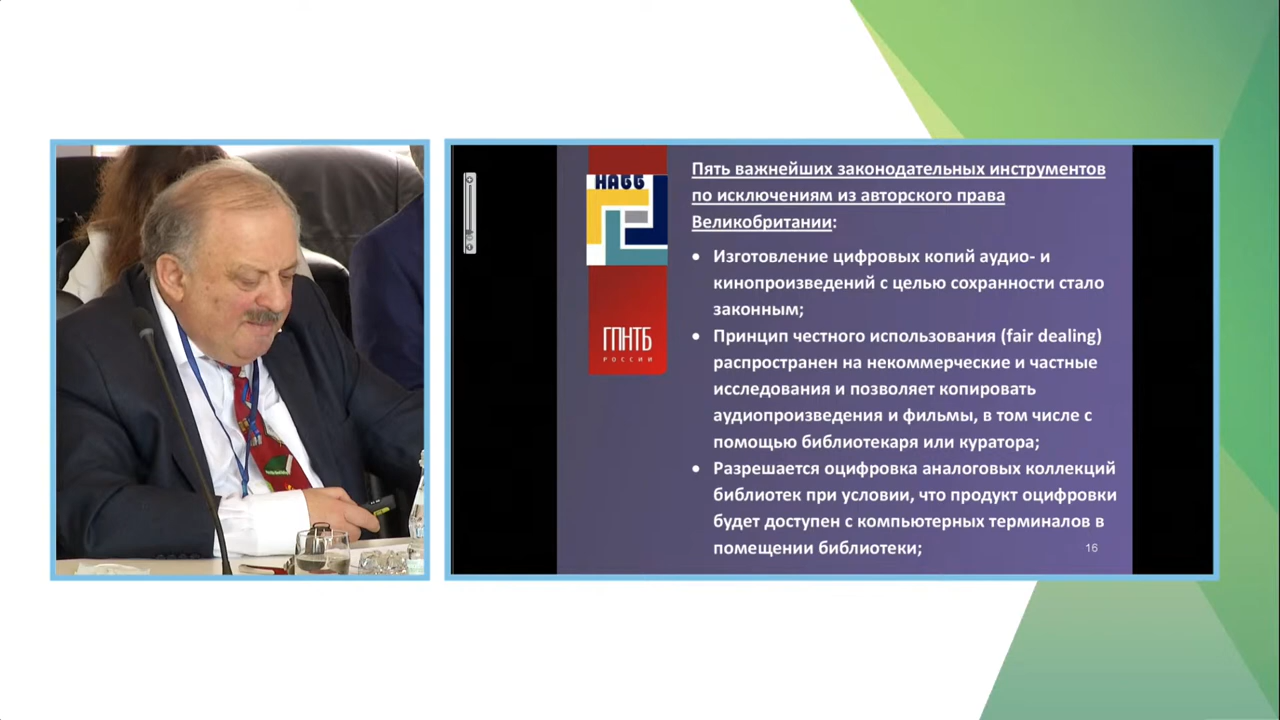 НАББ
ГПНТБ
РОССИИ
Пять важнейших законодательных инструментов
по исключениям из авторского права
Великобритании:
• Изготовление цифровых копий аудио- и
кинопроизведений с целью сохранности стало
законным;
• Принцип честного использования (fair dealing)
распространен на некоммерческие и частные
исследования и позволяет копировать
аудиопроизведения и фильмы, в том числе с
помощью библиотекаря или куратора;
• Разрешается оцифровка аналоговых коллекций
библиотек при условии, что продукт оцифровки
будет доступен с компьютерных терминалов в
помещении библиотеки;
16